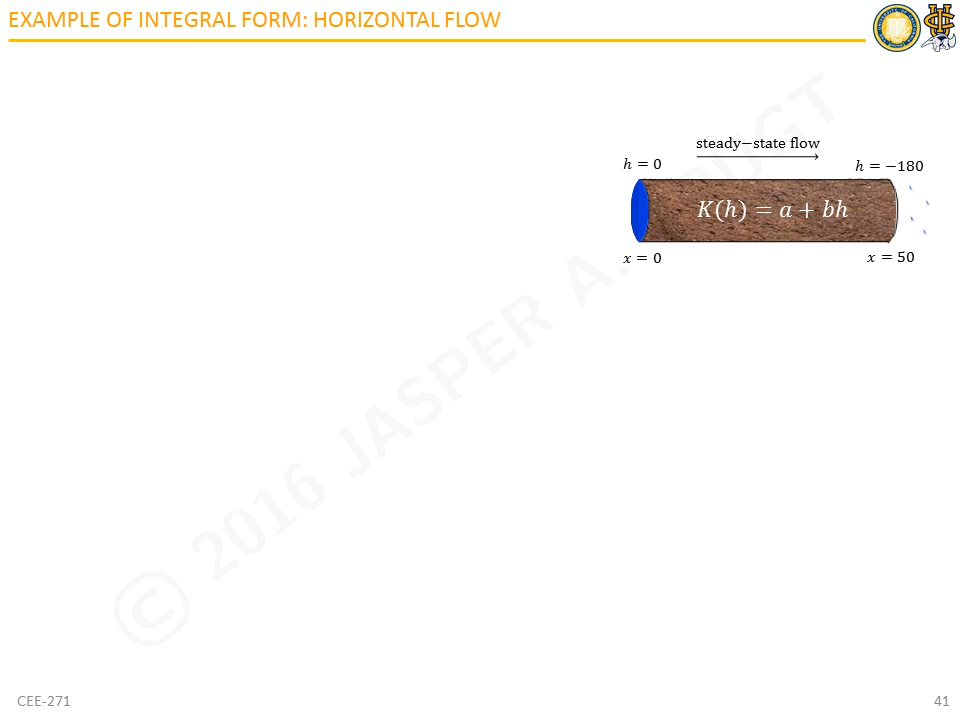 EXAMPLE OF INTEGRAL FORM: HORIZONTAL FLOW
steady−state flow
h = 0
h = −180
K(h) = a + bh
x = 0
x = 50
© 2016 JASPER A.
CEE-271
41